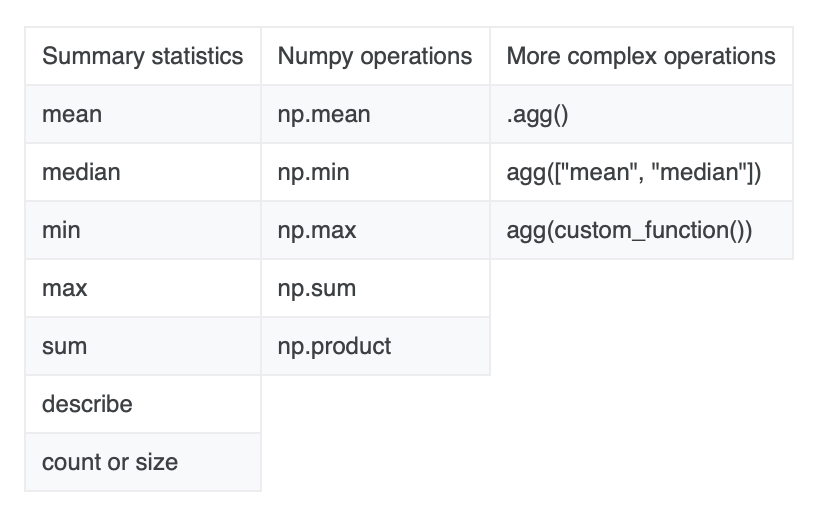 Summary statistics Numpy operations More complex operations
mean np.mean .agg()
median np.min agg(["mean", "median"])
min np.max agg(custom_function())
max np.sum
sum np.product
describe
count or size